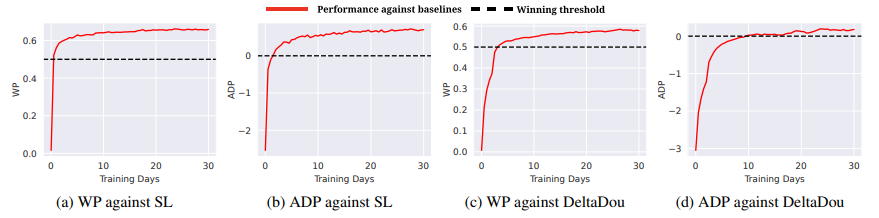 Performance against baselines Winning threshold
WP
0.6
0.4
0.2
0.0
0 10 20 30
Training Days
(a) WP against SL
ADP
0
−1
−2
0 10 20 30
Training Days
(b) ADP against SL
WP
0.6
0.5
0.4
0.3
0.2
0.1
0.0
0 10 20 30
Training Days
(c) WP against DeltaDou
ADP
0
−1
−2
−3
0 10 20 30
Training Days
(d) ADP against DeltaDou